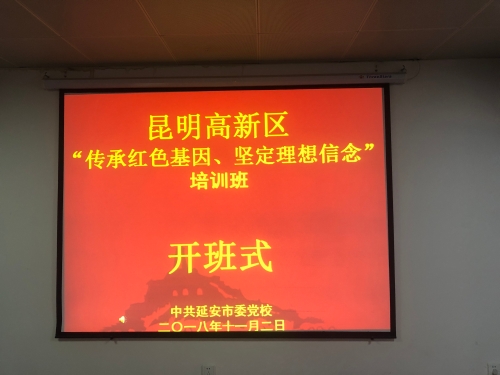 昆明高新区
“传承红色基因、坚定理想信念”
培训班
开班式
中共延安市委党校
二〇一八年十一月二日